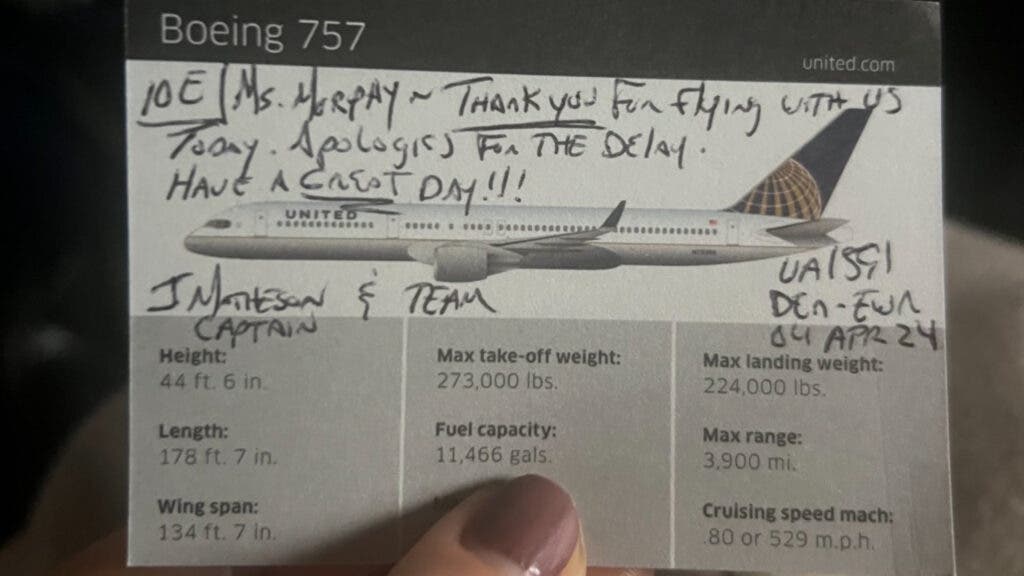 Boeing 757
united.com
10E | Ms. Murphy ~ Thank you for flying with us
Today. Apologies for the delay.
Have a great day!!!
UNITED
J Matheson & Team
Captain
UA1591
DEN-EWR
04 APR 24
Height:
44 ft. 6 in.
Length:
178 ft. 7 in.
Wing span:
134 ft. 7 in.
Max take-off weight:
273,000 lbs.
Fuel capacity:
11,466 gals.
Max landing weight:
224,000 lbs.
Max range:
3,900 mi.
Cruising speed mach:
.80 or 529 m.p.h.